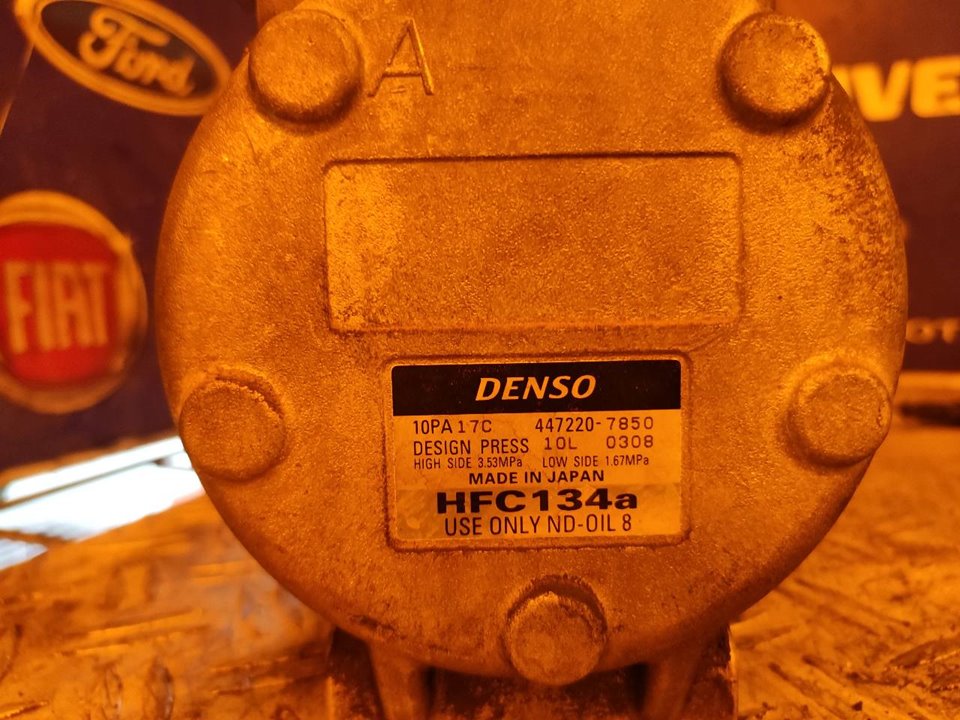 Ford
A
VE
FIAT
OT
DENSO
10PA17C 447220-7850
DESIGN PRESS 10L 0308
HIGH SIDE 3.53MPa LOW SIDE 1.67MPa
MADE IN JAPAN
HFC134a
USE ONLY ND-OIL 8